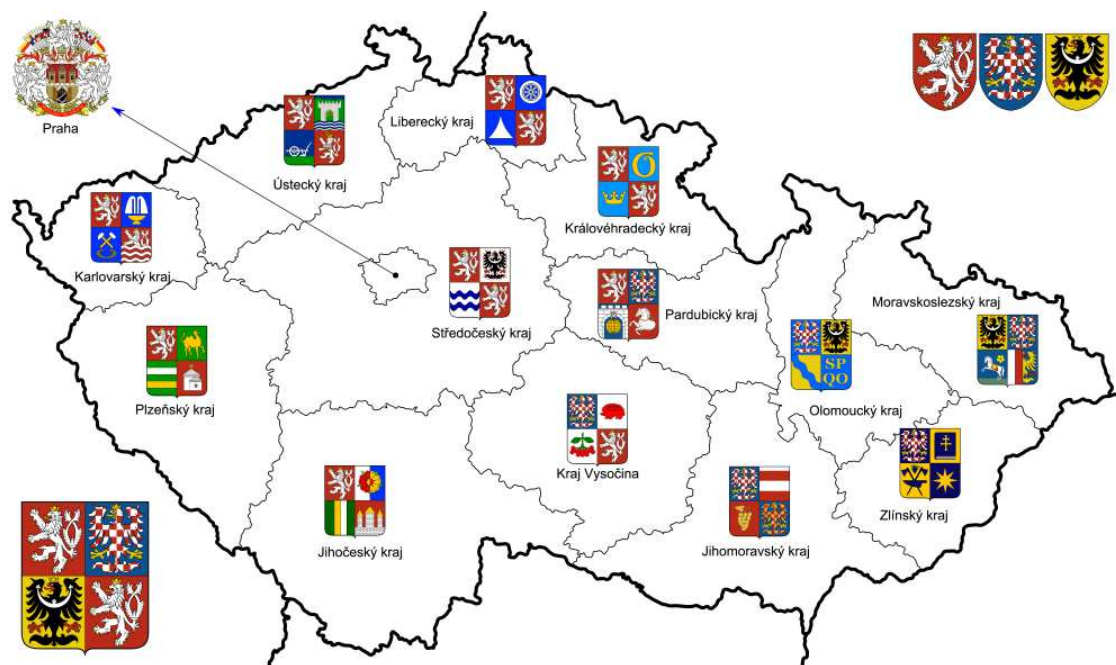 Praha
Liberecký kraj
Ústecký kraj
Královéhradecký kraj
Karlovarský kraj
Středočeský kraj
Pardubický kraj
Moravskoslezský kraj
SP
QO
Plzeňský kraj
Olomoucký kraj
Kraj Vysočina
Zlínský kraj
Jihočeský kraj
Jihomoravský kraj